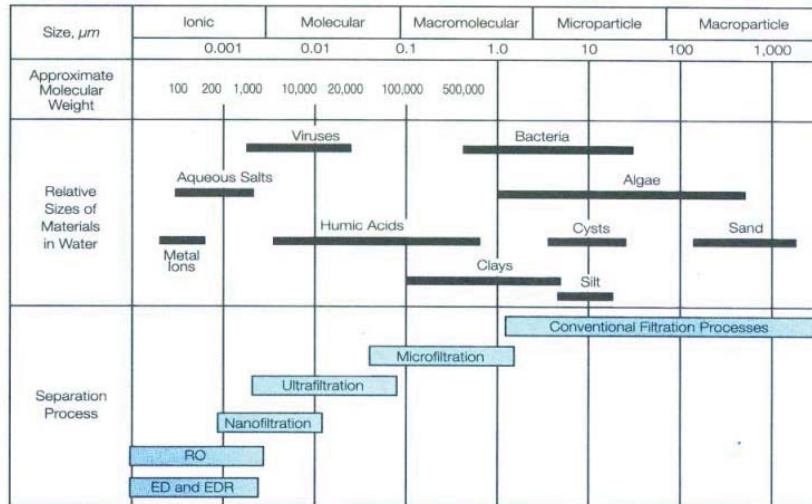 Size, μm
Ionic Molecular Macromolecular Microparticle Macroparticle
0.001 0.01 0.1 1.0 10 100 1,000
Approximate
Molecular
Weight
100 200 1,000 10,000 20,000 100,000 500,000
Relative
Sizes of
Materials
in Water
Viruses
Bacteria
Aqueous Salts
Algae
Metal
Ions
Humic Acids
Cysts
Sand
Clays
Silt
Separation
Process
Conventional Filtration Processes
Microfiltration
Ultrafiltration
Nanofiltration
RO
ED and EDR